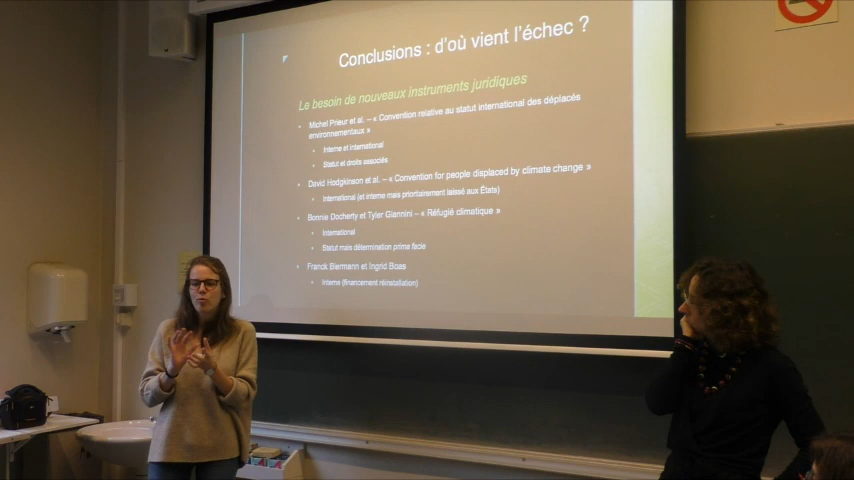 Conclusions : d'où vient l'échec ?
Le besoin de nouveaux instruments juridiques
Michel Prieur et al. – « Convention relative au statut international des déplacés
environnementaux »
Interne et international
Statut et droits associés
David Hodgkinson et al. – « Convention for people displaced by climate change »
International (et interne mais prioritairement laissé aux États)
Bonnie Docherty et Tyler Giannini – « Réfugié climatique »
International
Statut mais détermination prima facie
Franck Biermann et Ingrid Boas
Interne (financement réinstallation)